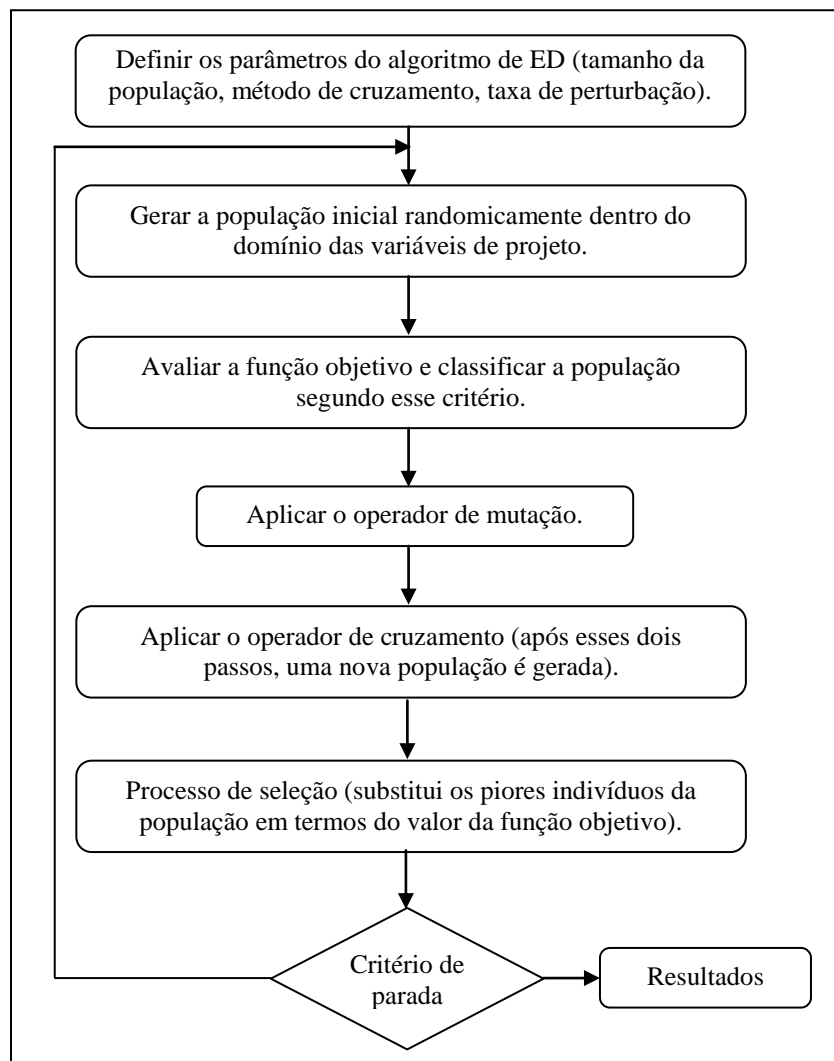 Definir os parâmetros do algoritmo de ED (tamanho da
população, método de cruzamento, taxa de perturbação).
Gerar a população inicial randomicamente dentro do
domínio das variáveis de projeto.
Avaliar a função objetivo e classificar a população
segundo esse critério.
Aplicar o operador de mutação.
Aplicar o operador de cruzamento (após esses dois
passos, uma nova população é gerada).
Processo de seleção (substitui os piores indivíduos da
população em termos do valor da função objetivo).
Critério de
parada
Resultados